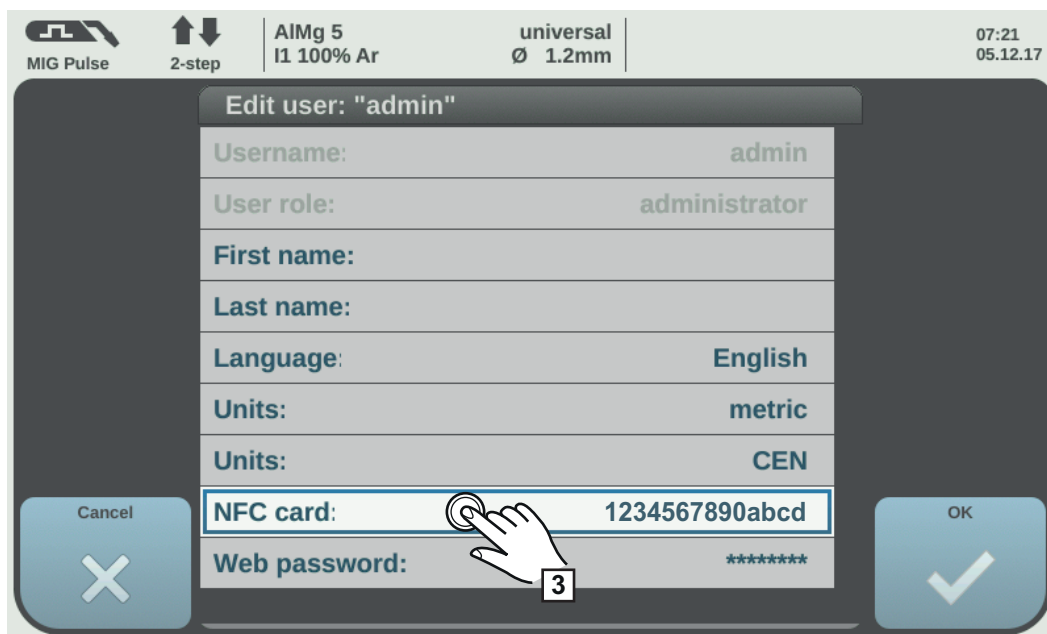 MIG Pulse
2-step
AlMg 5
I1 100% Ar
universal
Ø 1.2mm
07:21
05.12.17
Edit user: "admin"
Username: admin
User role: administrator
First name:
Last name:
Language: English
Units: metric
Units: CEN
NFC card: 1234567890abcd
Web password: ********
3
Cancel
OK